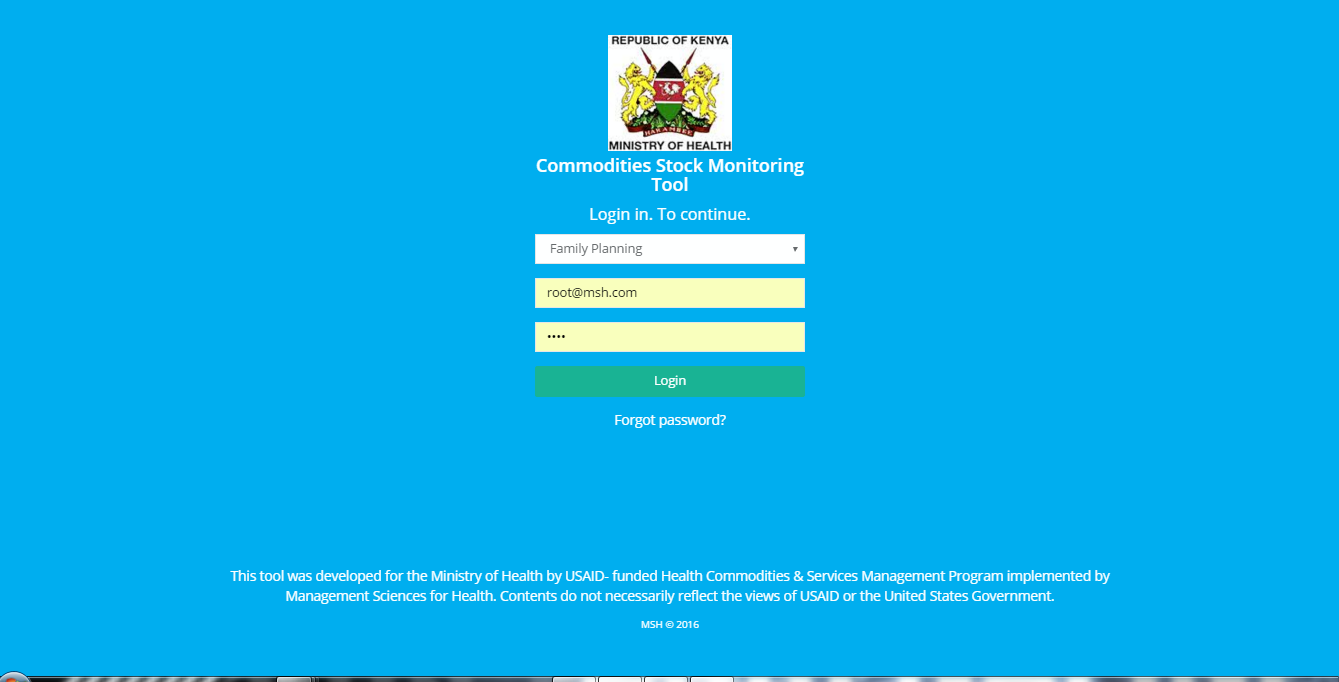 REPUBLIC OF KENYA
HARAMBEE
MINISTRY OF HEALTH
Commodities Stock Monitoring
Tool
Login in. To continue.
Family Planning
root@msh.com
••••
Login
Forgot password?
This tool was developed for the Ministry of Health by USAID- funded Health Commodities & Services Management Program implemented by
Management Sciences for Health. Contents do not necessarily reflect the views of USAID or the United States Government.
MSH © 2016